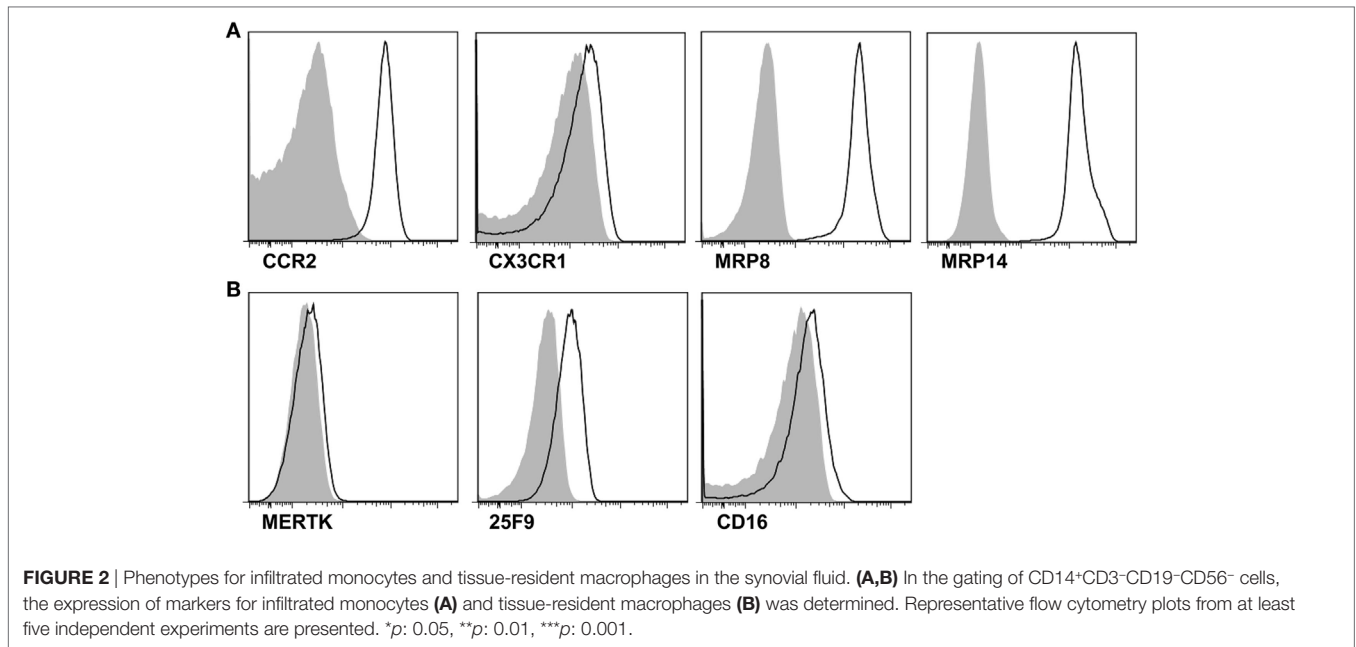 A
CCR2 CX3CR1 MRP8 MRP14
B
MERTK 25F9 CD16
FIGURE 2 | Phenotypes for infiltrated monocytes and tissue-resident macrophages in the synovial fluid. (A,B) In the gating of CD14⁺CD3⁻CD19⁻CD56⁻ cells,
the expression of markers for infiltrated monocytes (A) and tissue-resident macrophages (B) was determined. Representative flow cytometry plots from at least
five independent experiments are presented. *p: 0.05, **p: 0.01, ***p: 0.001.